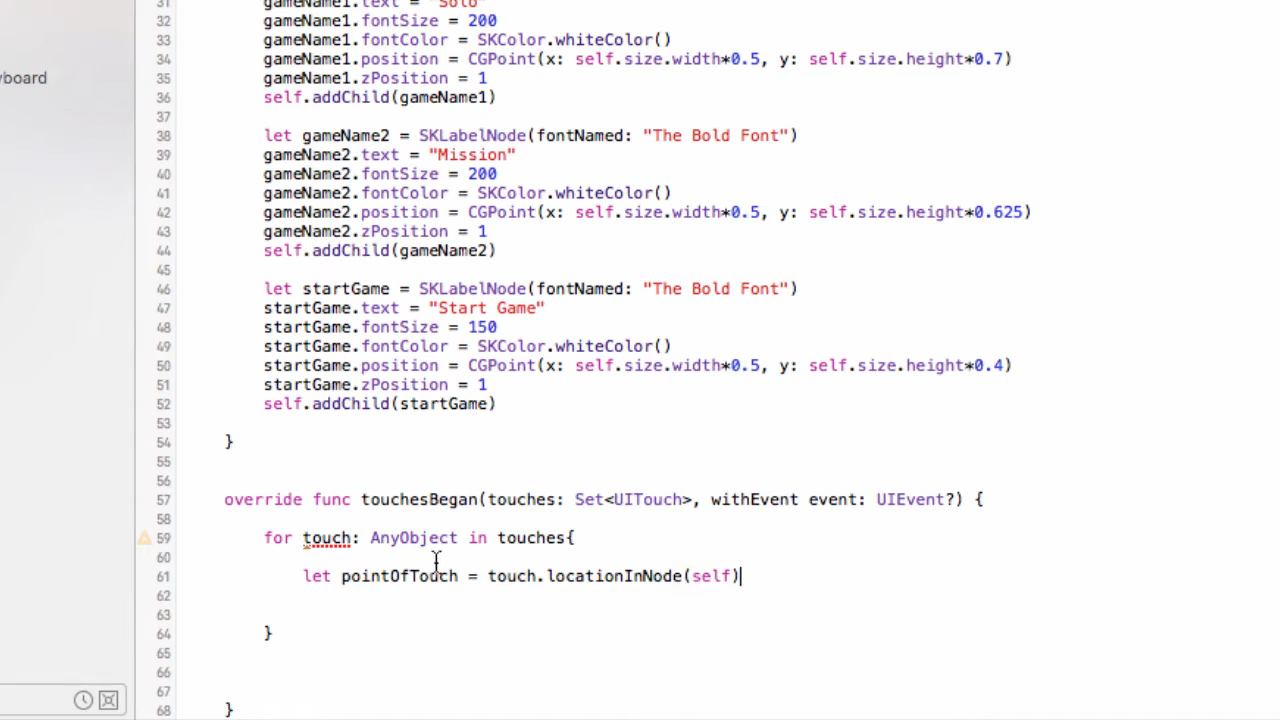 31 gameName1.text = "Solo"
32 gameName1.fontSize = 200
33 gameName1.fontColor = SKColor.whiteColor()
34 gameName1.position = CGPoint(x: self.size.width*0.5, y: self.size.height*0.7)
yboard
35 gameName1.zPosition = 1
36 self.addChild(gameName1)
37
38 let gameName2 = SKLabelNode(fontNamed: "The Bold Font")
39 gameName2.text = "Mission"
40 gameName2.fontSize = 200
41 gameName2.fontColor = SKColor.whiteColor()
42 gameName2.position = CGPoint(x: self.size.width*0.5, y: self.size.height*0.625)
43 gameName2.zPosition = 1
44 self.addChild(gameName2)
45
46 let startGame = SKLabelNode(fontNamed: "The Bold Font")
47 startGame.text = "Start Game"
48 startGame.fontSize = 150
49 startGame.fontColor = SKColor.whiteColor()
50 startGame.position = CGPoint(x: self.size.width*0.5, y: self.size.height*0.4)
51 startGame.zPosition = 1
52 self.addChild(startGame)
53
54 }
55
56
57 override func touchesBegan(touches: Set<UITouch>, withEvent event: UIEvent?) {
58
59 for touch: AnyObject in touches{
60
61 let pointOfTouch = touch.locationInNode(self)
62
63
64 }
65
66
67
68 }